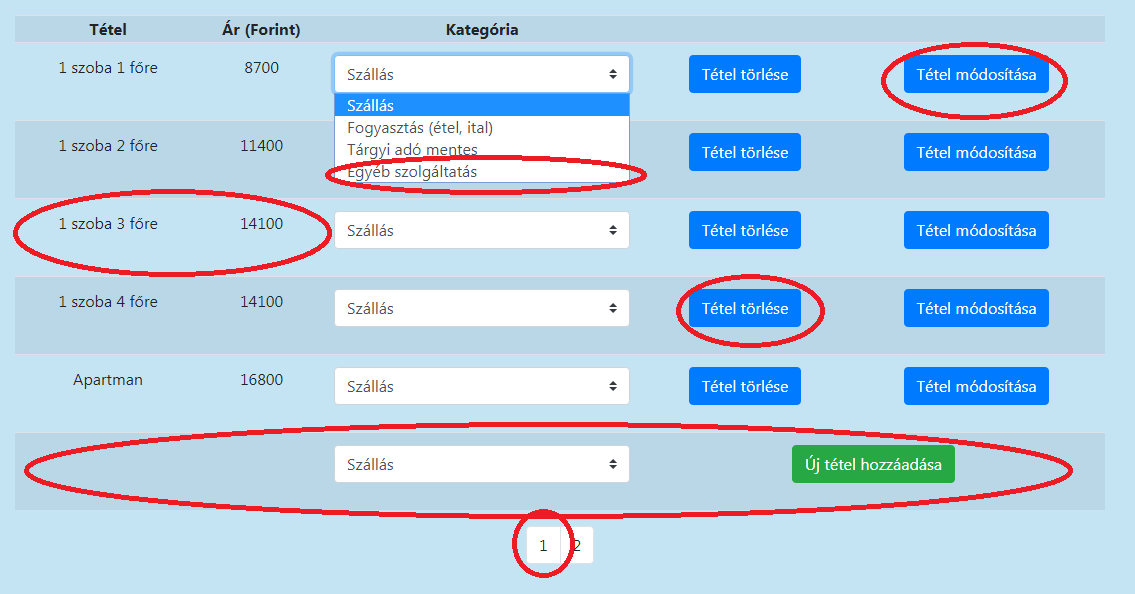 Tétel Ár (Forint) Kategória
1 szoba 1 főre 8700 Szállás Tétel törlése Tétel módosítása
Szállás
Fogyasztás (étel, ital)
1 szoba 2 főre 11400 Tárgyi adó mentes Tétel törlése Tétel módosítása
Egyéb szolgáltatás
1 szoba 3 főre 14100 Szállás Tétel törlése Tétel módosítása
1 szoba 4 főre 14100 Szállás Tétel törlése Tétel módosítása
Apartman 16800 Szállás Tétel törlése Tétel módosítása
Szállás Új tétel hozzáadása
1 2